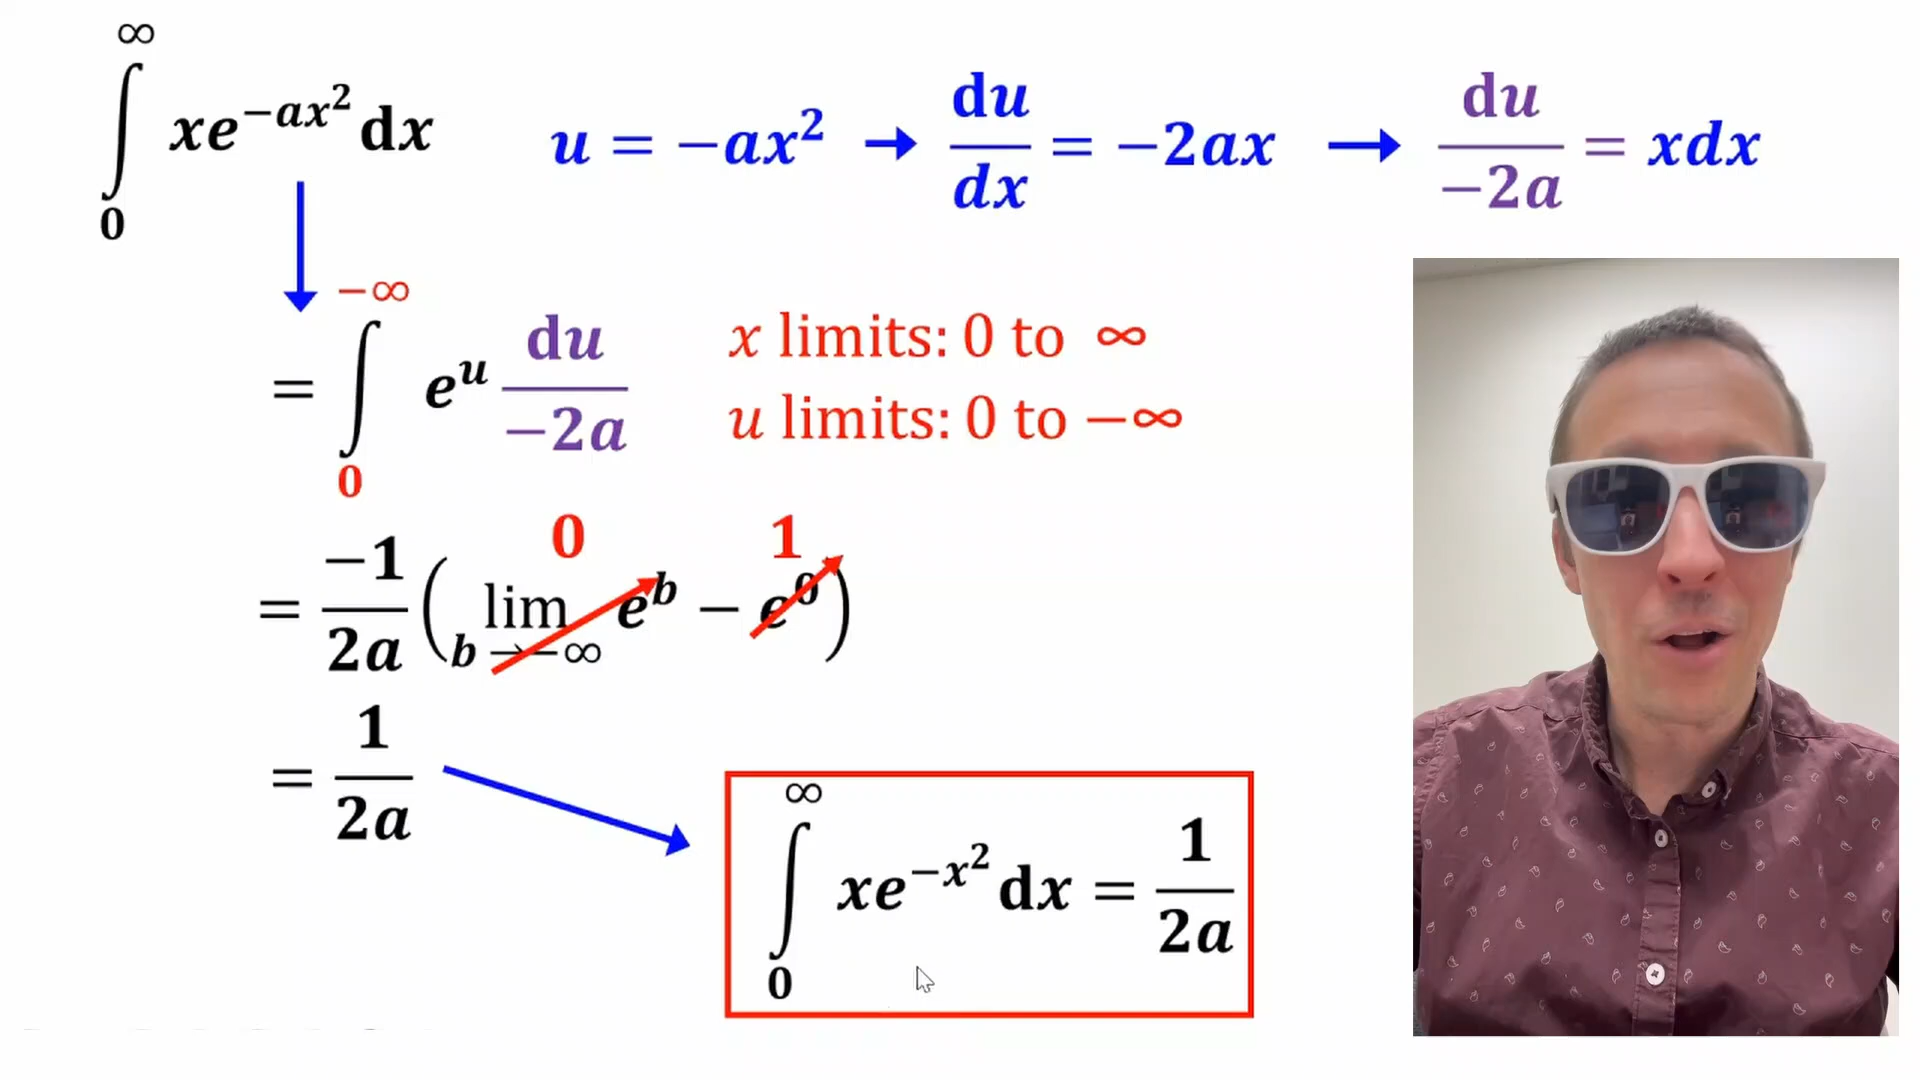 ∫₀^∞ xe^{−ax²} dx
u = −ax² → du/dx = −2ax → du/−2a = xdx
= ∫₀^{−∞} e^u du/−2a
x limits: 0 to ∞
u limits: 0 to −∞
0 1
= −1/2a ( lim b→−∞ e^b − e^0 )
= 1/2a
∫₀^∞ xe^{−x²} dx = 1/2a